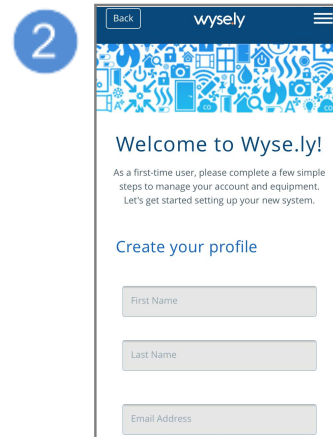 2
Back
wysely
CO
A
CO
Welcome to Wyse.ly!
As a first-time user, please complete a few simple
steps to manage your account and equipment.
Let's get started setting up your new system.
Create your profile
First Name
Last Name
Email Address